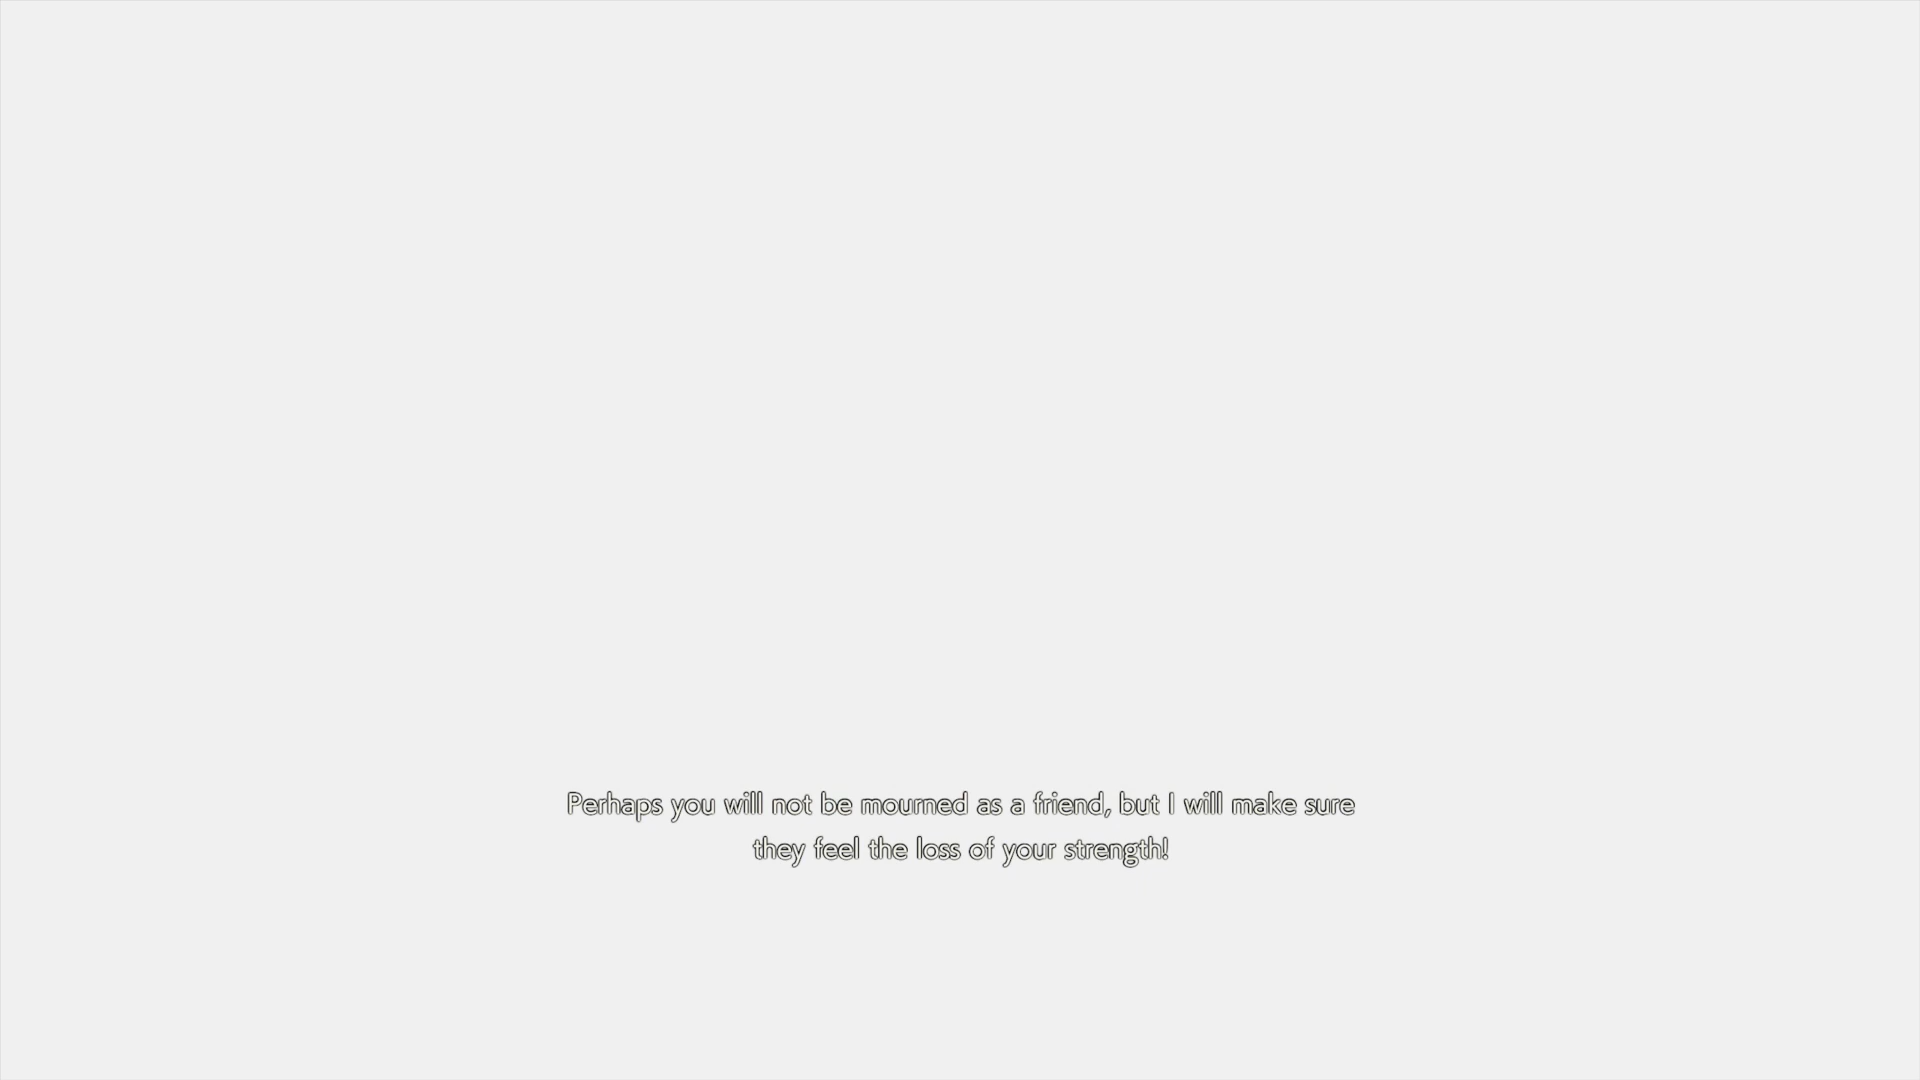 Perhaps you will not be mourned as a friend, but I will make sure
they feel the loss of your strength!